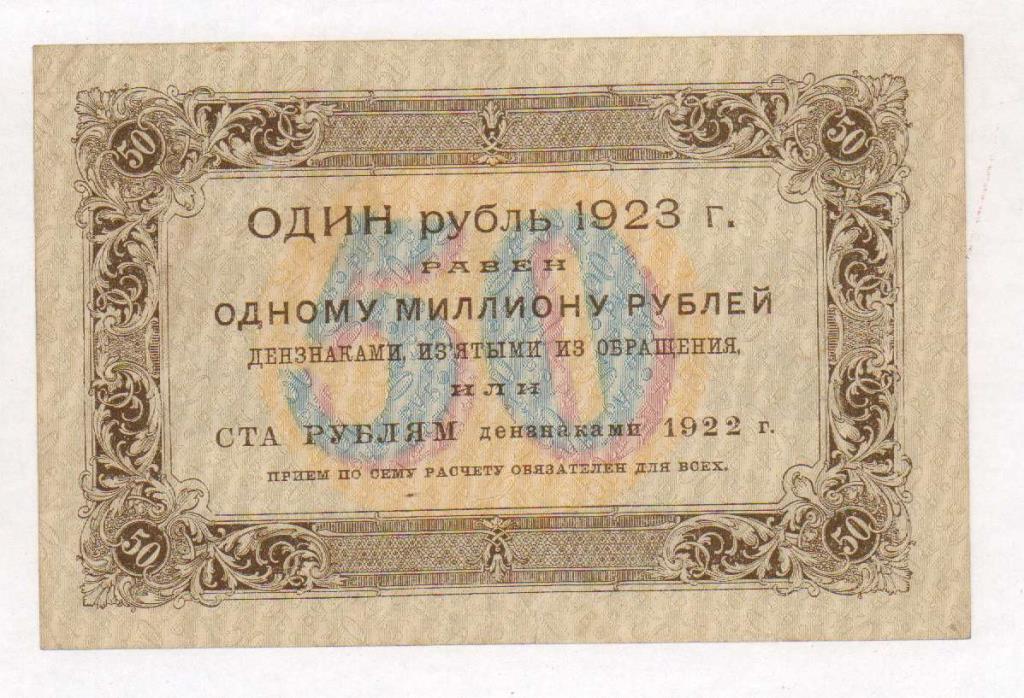 50 50
ОДИН рубль 1923 г.
РАВЕН
50
ОДНОМУ МИЛЛИОНУ РУБЛЕЙ
ДЕНЗНАКАМИ, ИЗ'ЯТЫМИ ИЗ ОБРАЩЕНИЯ,
ИЛИ
СТА РУБЛЯМ дензнаками 1922 г.
ПРИЕМ ПО СЕМУ РАСЧЕТУ ОБЯЗАТЕЛЕН ДЛЯ ВСЕХ.
50 50